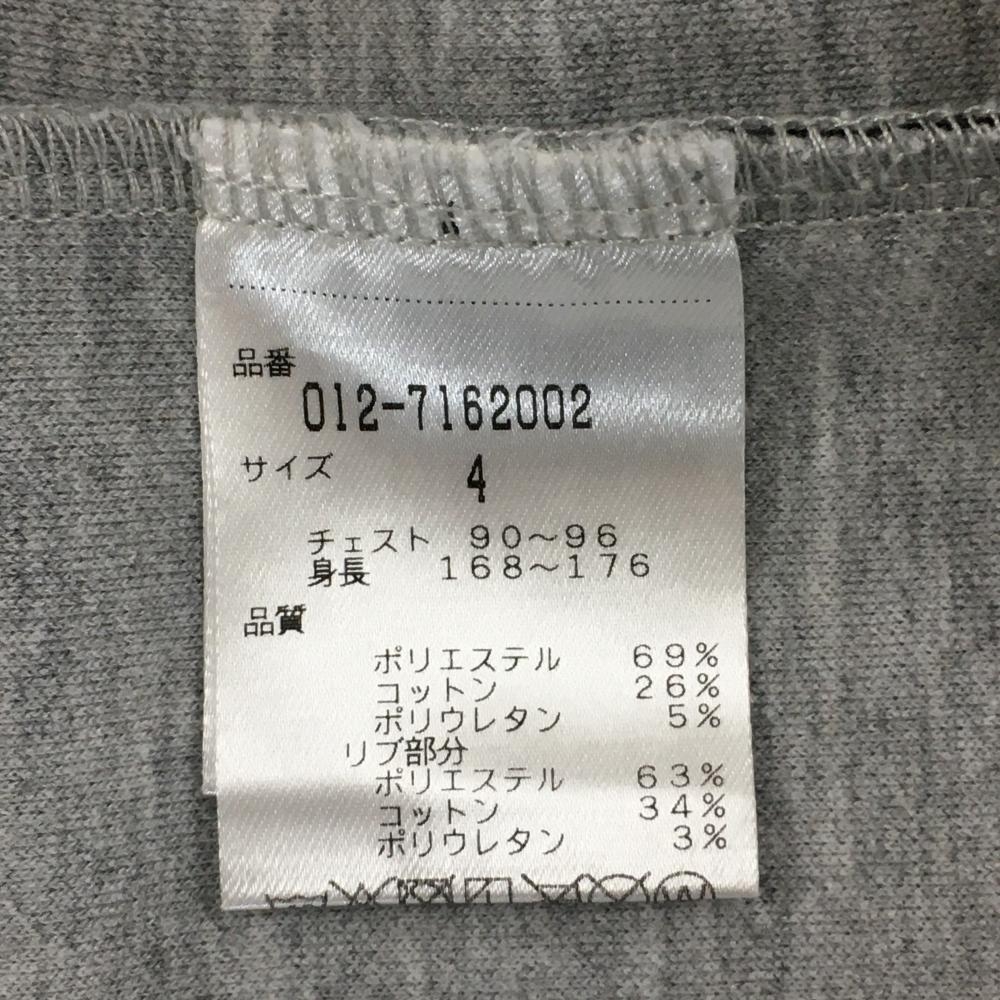 品番
012-7162002
サイズ 4
チェスト 90~96
身長 168~176
品質
ポリエステル 69%
コットン 26%
ポリウレタン 5%
リブ部分
ポリエステル 63%
コットン 34%
ポリウレタン 3%